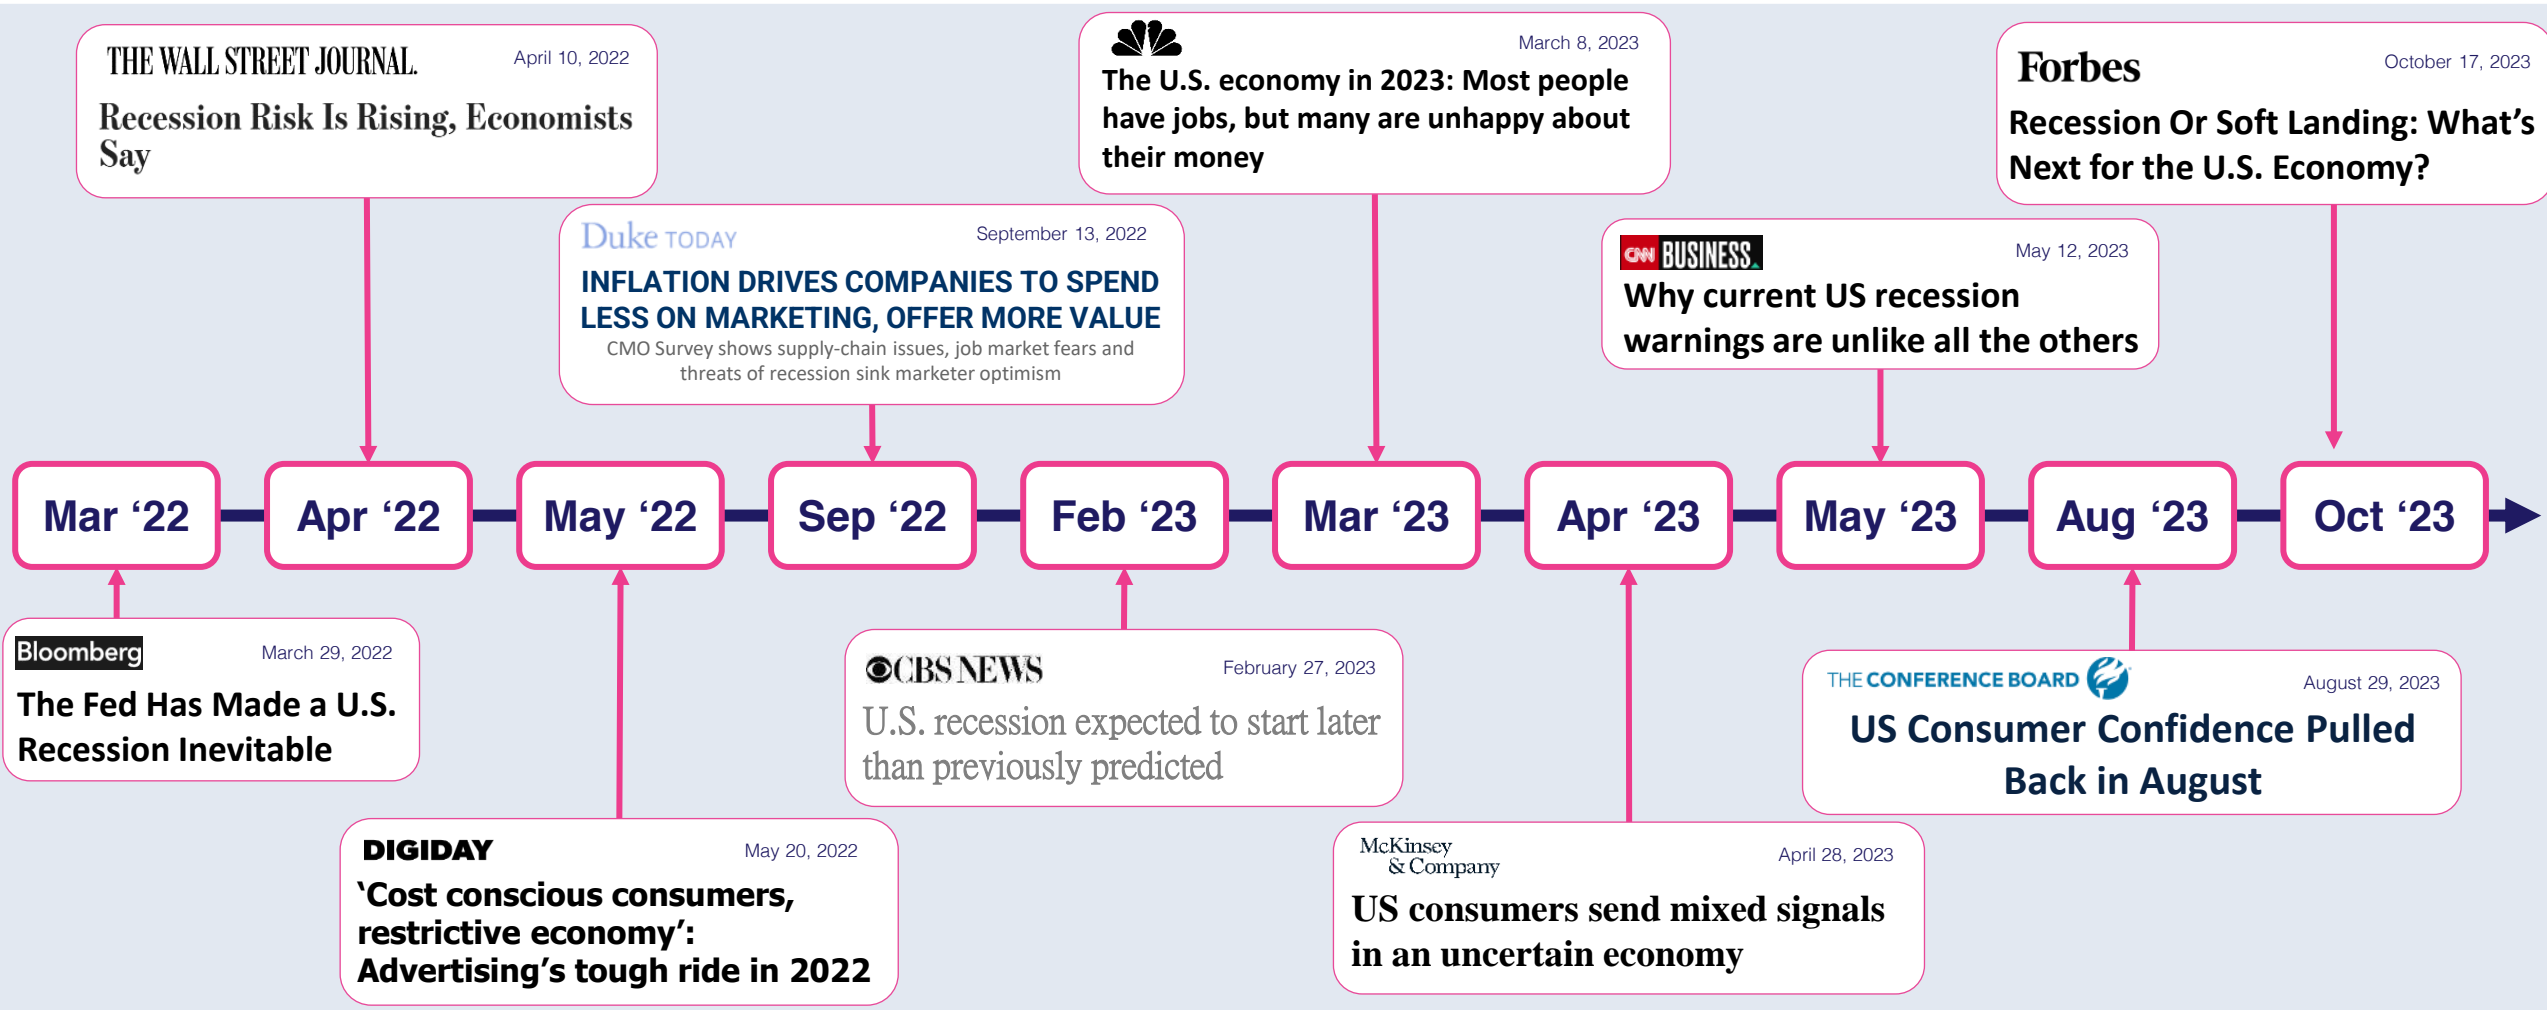 THE WALL STREET JOURNAL.
April 10, 2022
Recession Risk Is Rising, Economists
Say
Duke TODAY
September 13, 2022
INFLATION DRIVES COMPANIES TO SPEND
LESS ON MARKETING, OFFER MORE VALUE
CMO Survey shows supply-chain issues, job market fears and
threats of recession sink marketer optimism
March 8, 2023
The U.S. economy in 2023: Most people
have jobs, but many are unhappy about
their money
CNN BUSINESS
May 12, 2023
Why current US recession
warnings are unlike all the others
Forbes
October 17, 2023
Recession Or Soft Landing: What’s
Next for the U.S. Economy?
Mar ‘22
Apr ‘22
May ‘22
Sep ‘22
Feb ‘23
Mar ‘23
Apr ‘23
May ‘23
Aug ‘23
Oct ‘23
Bloomberg
March 29, 2022
The Fed Has Made a U.S.
Recession Inevitable
DIGIDAY
May 20, 2022
‘Cost conscious consumers,
restrictive economy’:
Advertising’s tough ride in 2022
CBS NEWS
February 27, 2023
U.S. recession expected to start later
than previously predicted
McKinsey
& Company
April 28, 2023
US consumers send mixed signals
in an uncertain economy
THE CONFERENCE BOARD
August 29, 2023
US Consumer Confidence Pulled
Back in August